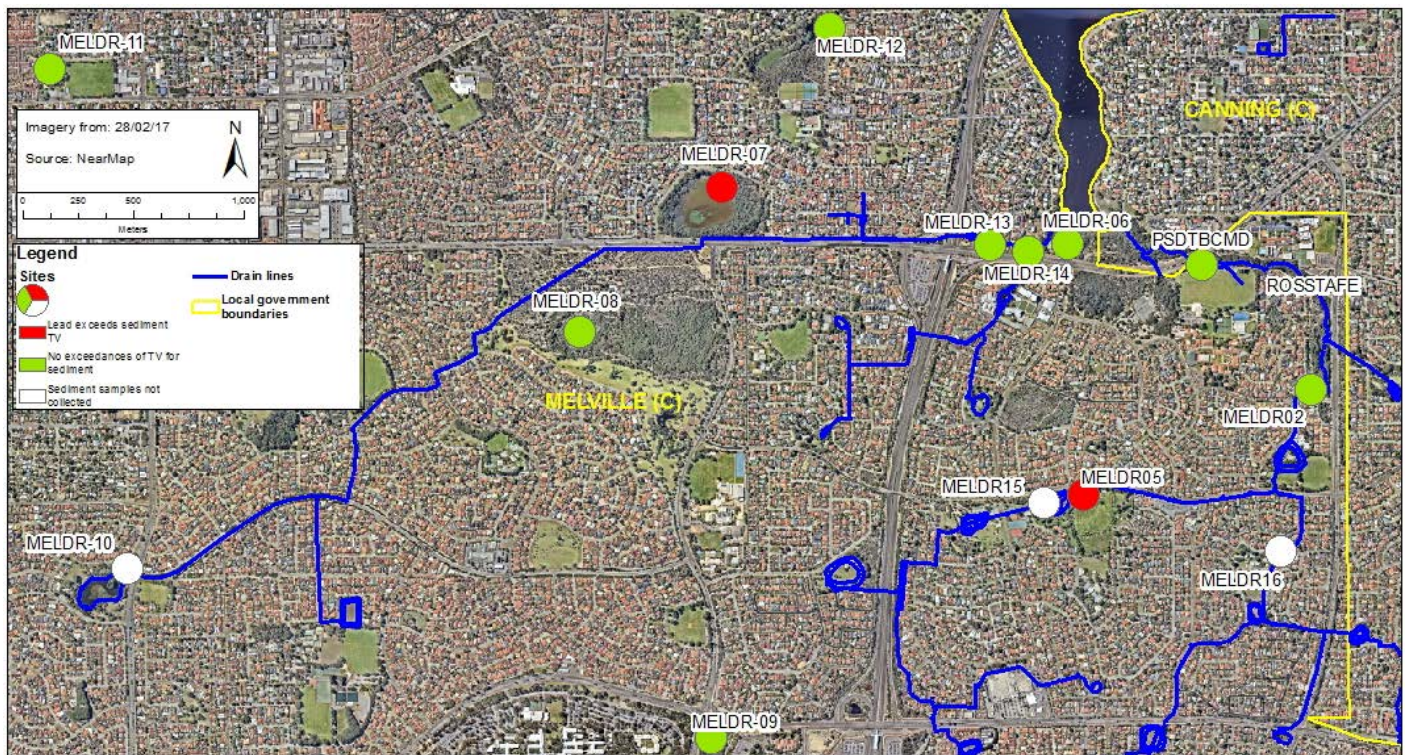 MELDR-11
MELDR-12
Imagery from: 28/02/17
N
Source: NearMap
0 250 500 1,000
Meters
CANNING (C)
MELDR-07
MELDR-13
MELDR-06
PSDTBCMD
MELDR-14
ROSSTAFE
Legend
Sites
Drain lines
Local government
boundaries
Lead exceeds sediment
TV
No exceedances of TV for
sediment
Sediment samples not
collected
MELDR-08
MELVILLE (C)
MELDR02
MELDR15
MELDR05
MELDR-10
MELDR16
MELDR-09